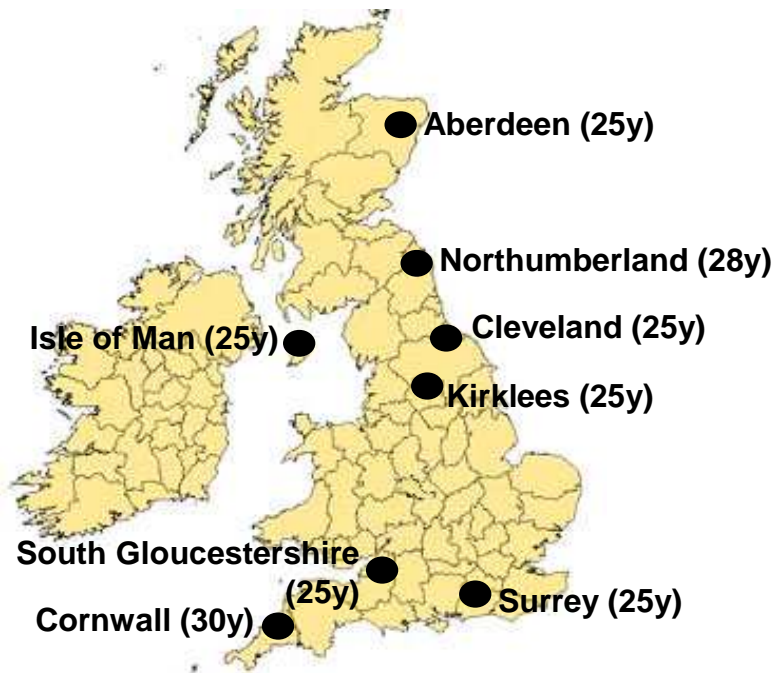 Aberdeen (25y)
Northumberland (28y)
Cleveland (25y)
Isle of Man (25y)
Kirklees (25y)
South Gloucestershire
(25y)
Surrey (25y)
Cornwall (30y)